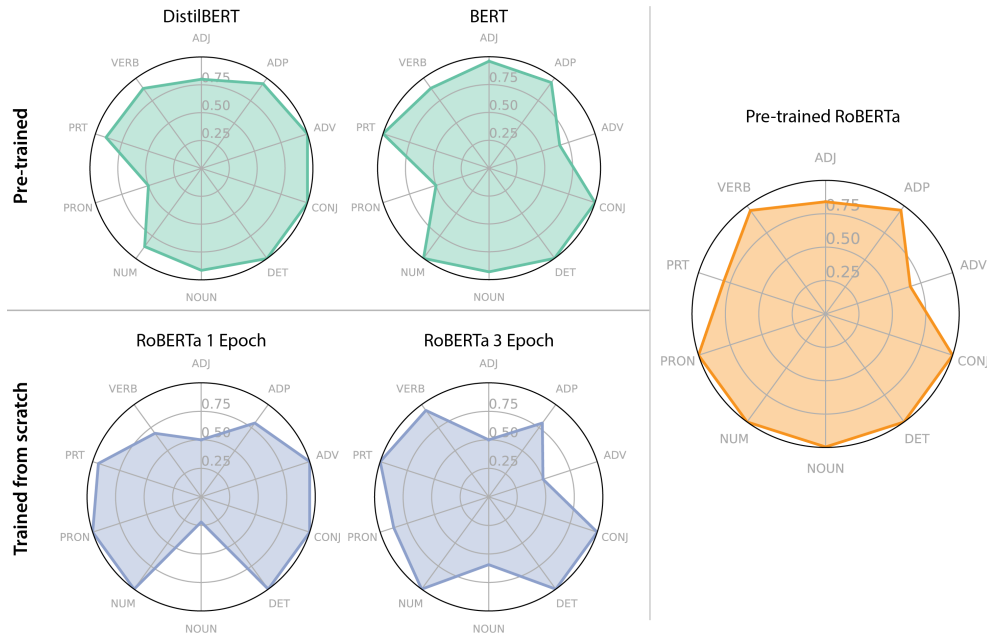 DistilBERT
BERT
ADJ
ADP
ADV
CONJ
DET
NOUN
NUM
PRON
PRT
VERB
0.25
0.50
0.75
ADJ
ADP
ADV
CONJ
DET
NOUN
NUM
PRON
PRT
VERB
0.25
0.50
0.75
Pre-trained
Pre-trained RoBERTa
ADJ
ADP
ADV
CONJ
DET
NOUN
NUM
PRON
PRT
VERB
0.25
0.50
0.75
RoBERTa 1 Epoch
RoBERTa 3 Epoch
ADJ
ADP
ADV
CONJ
DET
NOUN
NUM
PRON
PRT
VERB
0.25
0.50
0.75
ADJ
ADP
ADV
CONJ
DET
NOUN
NUM
PRON
PRT
VERB
0.25
0.50
0.75
Trained from scratch